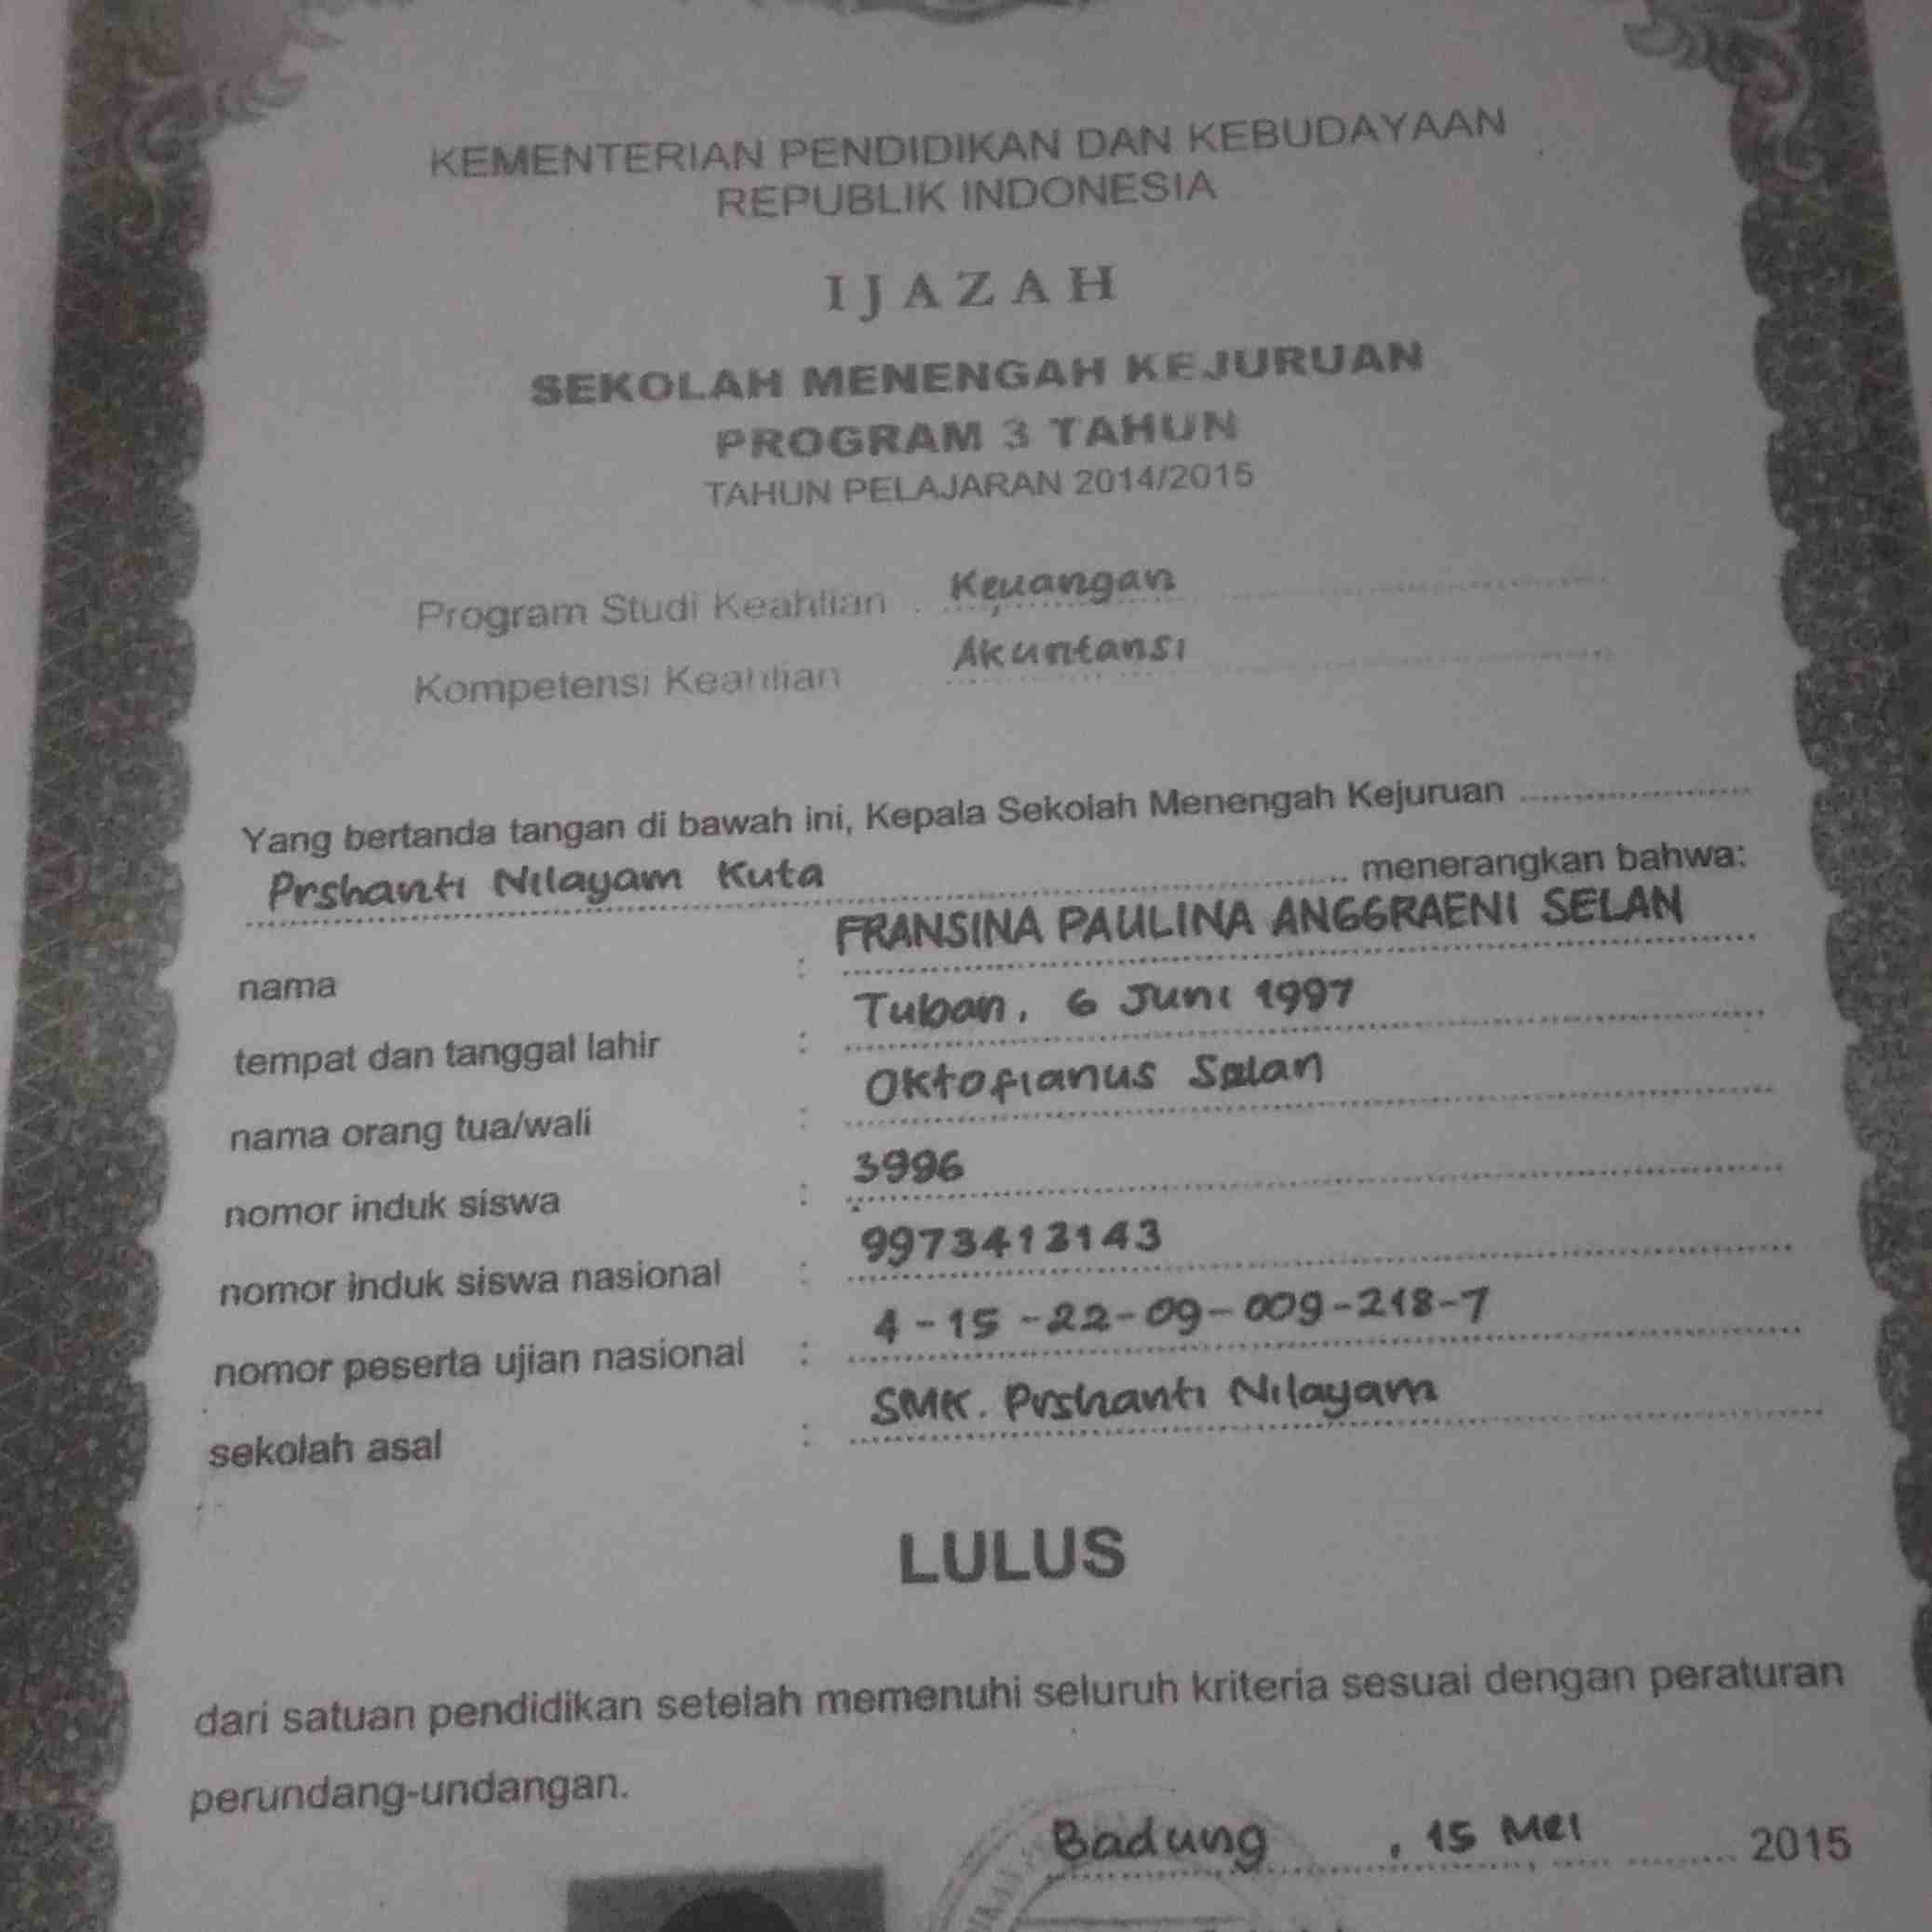 KEMENTERIAN PENDIDIKAN DAN KEBUDAYAAN
REPUBLIK INDONESIA
IJAZAH
SEKOLAH MENENGAH KEJURUAN
PROGRAM 3 TAHUN
TAHUN PELAJARAN 2014/2015
Program Studi Keahlian : Keuangan
Kompetensi Keahlian Akuntansi
Yang bertanda tangan di bawah ini, Kepala Sekolah Menengah Kejuruan
Prshanti Nilayam Kuta menerangkan bahwa:
nama : FRANSINA PAULINA ANGGRAENI SELAN
tempat dan tanggal lahir : Tuban, 6 Juni 1997
nama orang tua/wali : Oktofianus Selan
nomor induk siswa : 3996
nomor induk siswa nasional : 9973413143
nomor peserta ujian nasional : 4-15-22-09-009-218-7
sekolah asal : SMK. Prshanti Nilayam
LULUS
dari satuan pendidikan setelah memenuhi seluruh kriteria sesuai dengan peraturan
perundang-undangan.
Badung, 15 Mei 2015